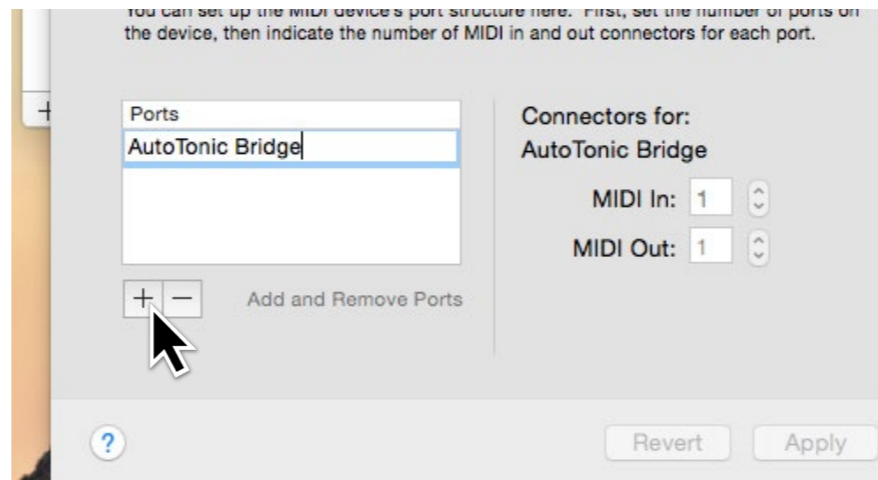 You can set up the MIDI device's port structure here. First, set the number of ports on
the device, then indicate the number of MIDI in and out connectors for each port.
Ports
AutoTonic Bridge
+ −
Add and Remove Ports
Connectors for:
AutoTonic Bridge
MIDI In: 1
MIDI Out: 1
+
?
Revert
Apply